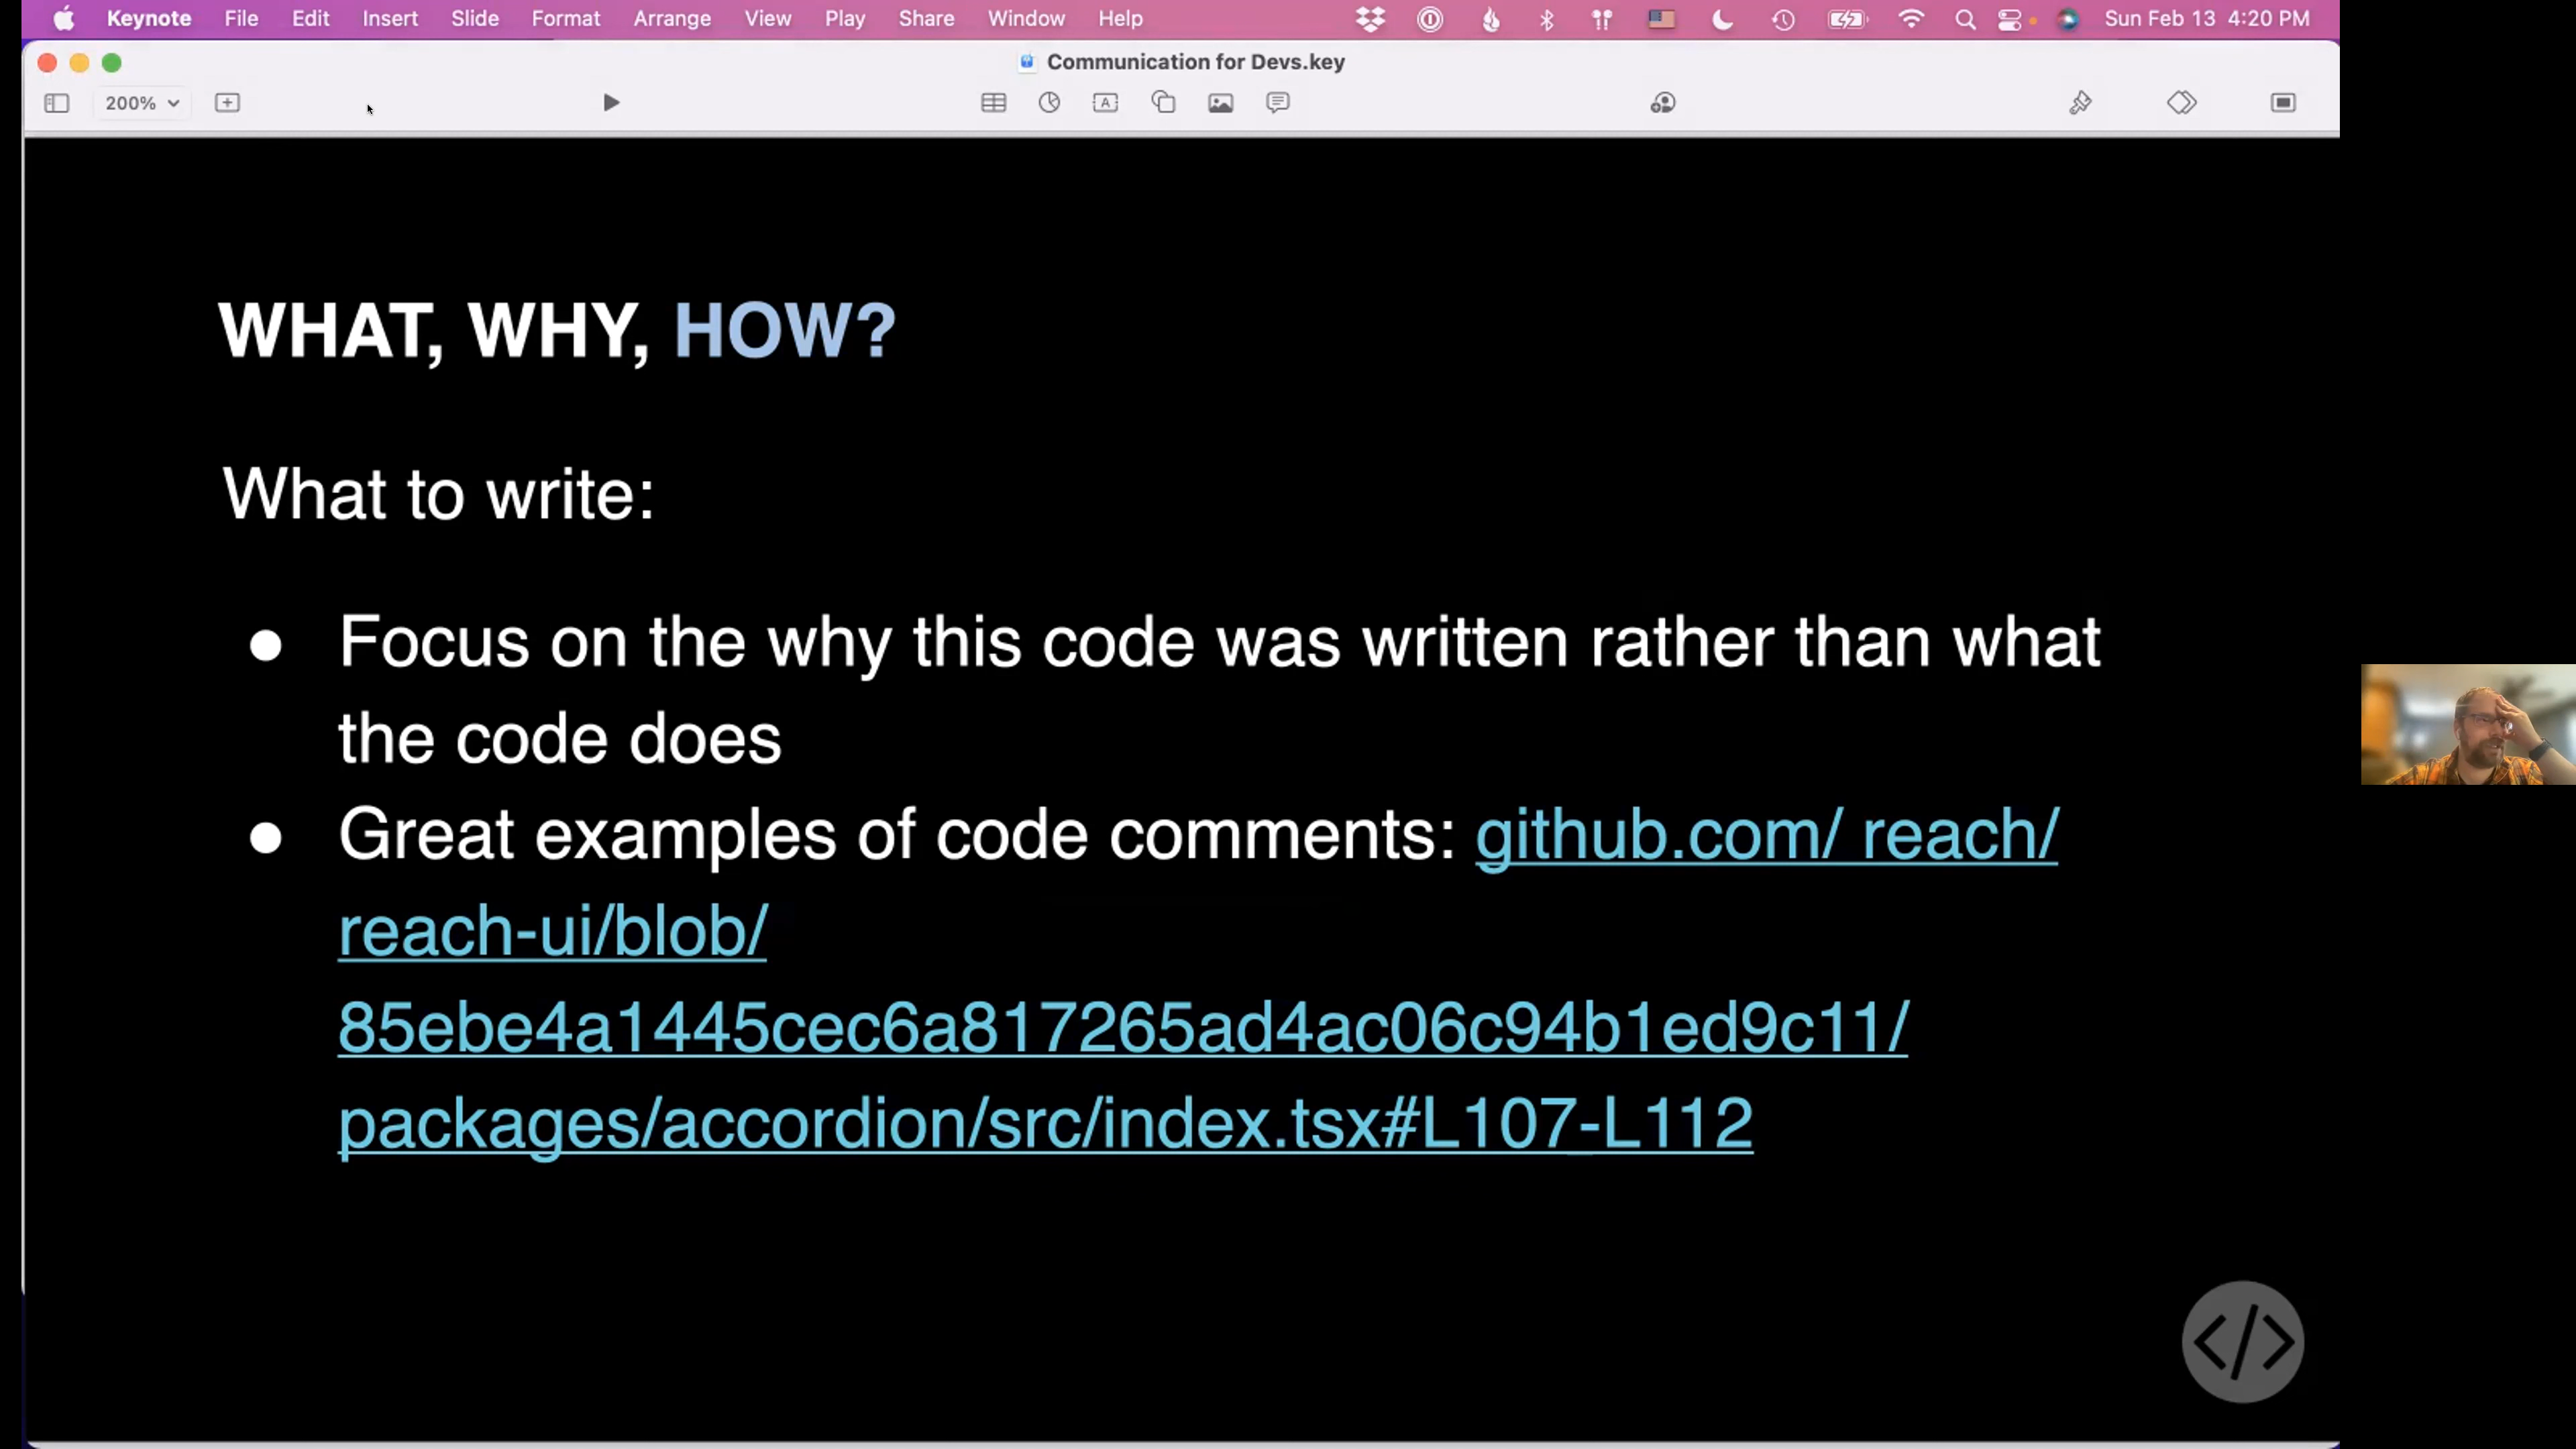 Keynote File Edit Insert Slide Format Arrange View Play Share Window Help Sun Feb 13 4:20 PM
Communication for Devs.key
200%
WHAT, WHY, HOW?
What to write:
● Focus on the why this code was written rather than what
the code does
● Great examples of code comments: github.com/ reach/
reach-ui/blob/
85ebe4a1445cec6a817265ad4ac06c94b1ed9c11/
packages/accordion/src/index.tsx#L107-L112
</>